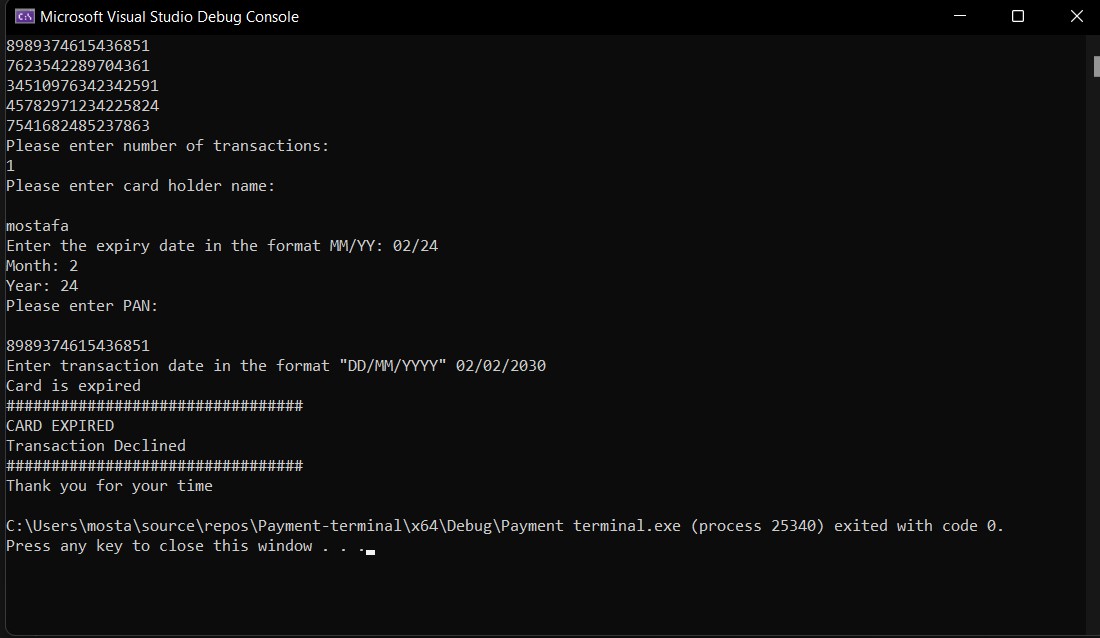 Microsoft Visual Studio Debug Console
8989374615436851
7623542289704361
34510976342342591
45782971234225824
7541682485237863
Please enter number of transactions:
1
Please enter card holder name:
mostafa
Enter the expiry date in the format MM/YY: 02/24
Month: 2
Year: 24
Please enter PAN:
8989374615436851
Enter transaction date in the format "DD/MM/YYYY" 02/02/2030
Card is expired
#################################
CARD EXPIRED
Transaction Declined
#################################
Thank you for your time
C:\Users\mosta\source\repos\Payment-terminal\x64\Debug\Payment terminal.exe (process 25340) exited with code 0.
Press any key to close this window . . .